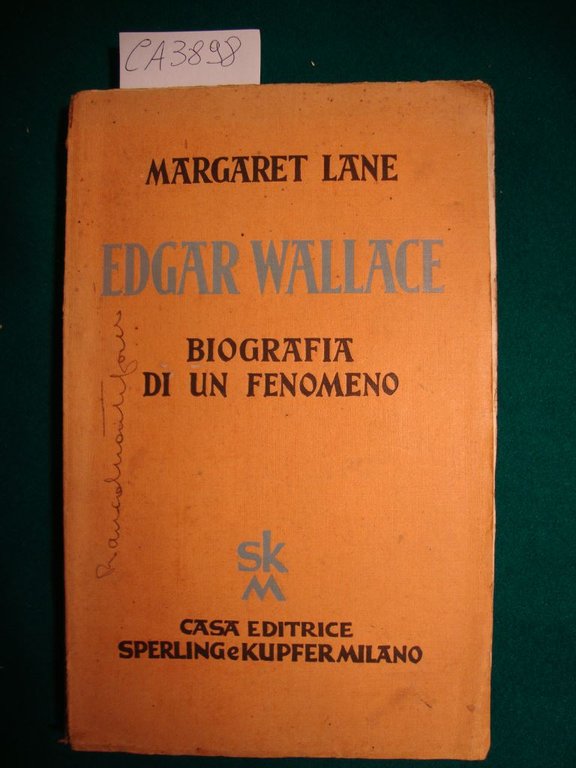 CA3898
MARGARET LANE
EDGAR WALLACE
BIOGRAFIA
DI UN FENOMENO
sk
M
CASA EDITRICE
SPERLING e KUPFER MILANO